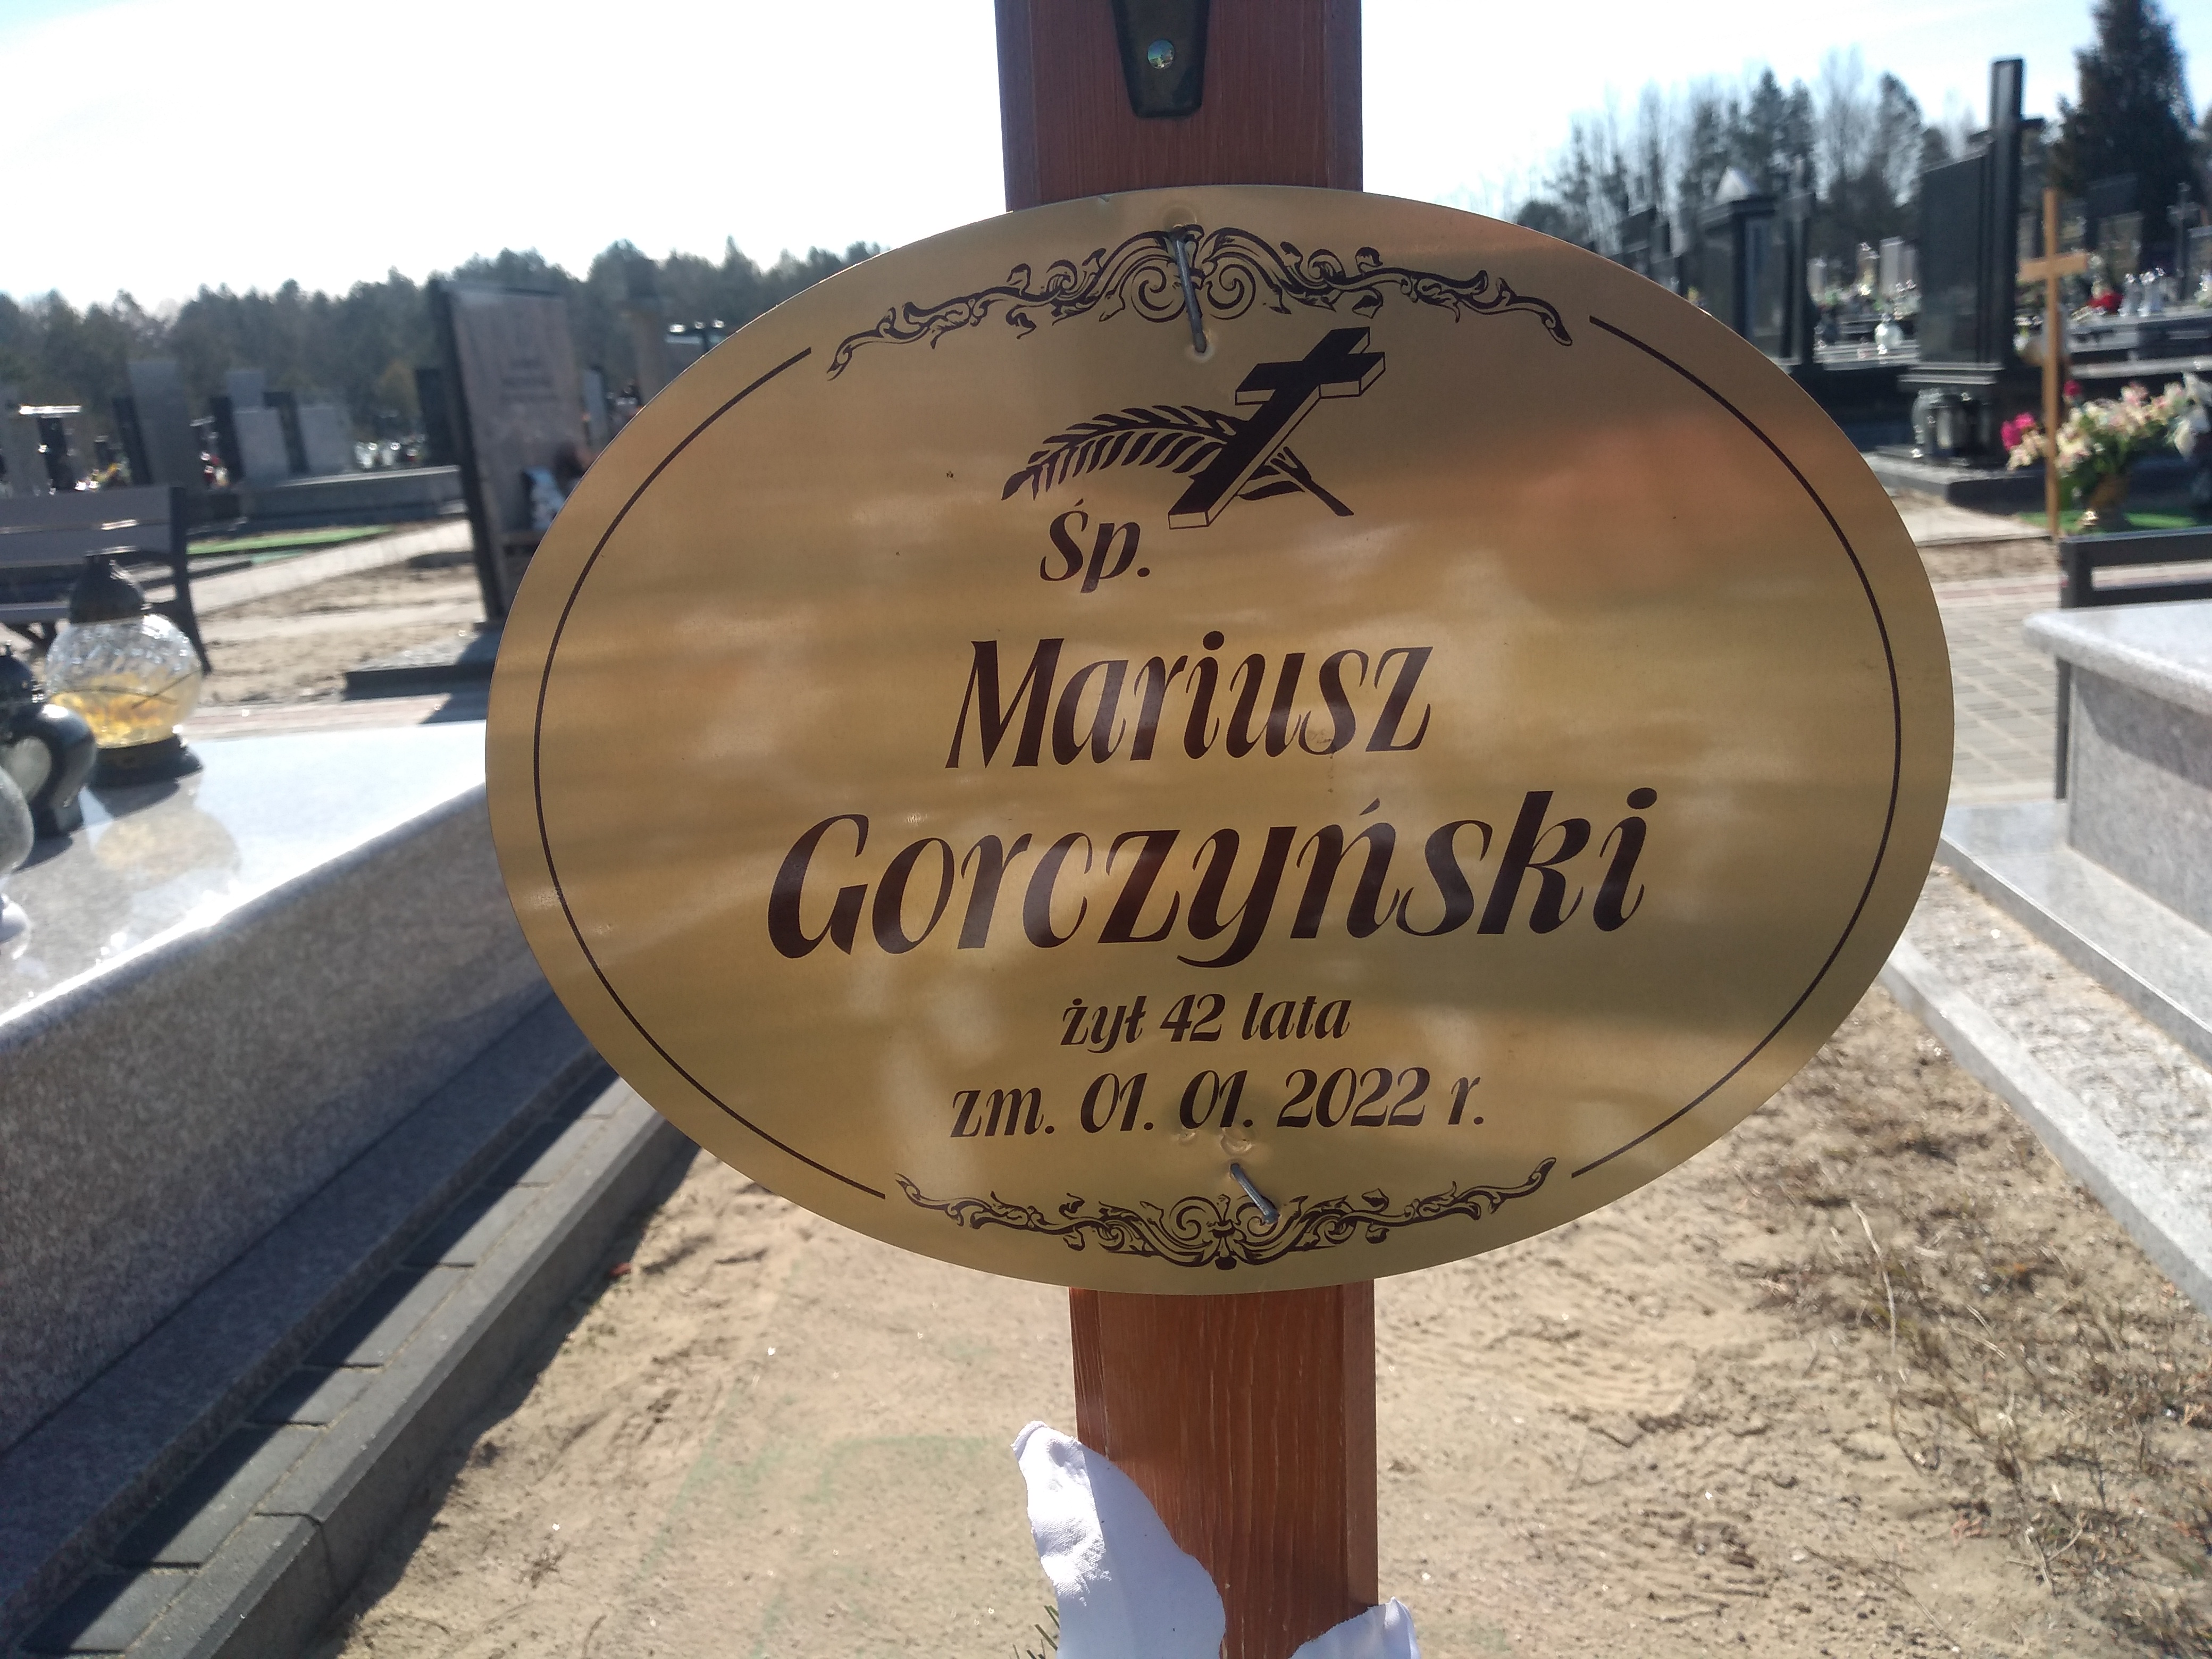 Śp.
Mariusz
Gorczyński
żył 42 lata
zm. 01. 01. 2022 r.